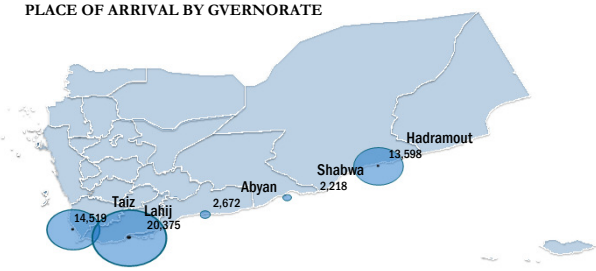 PLACE OF ARRIVAL BY GVERNORATE
Hadramout
13,598
Shabwa
2,218
Abyan
2,672
Taiz
14,519
Lahij
20,375